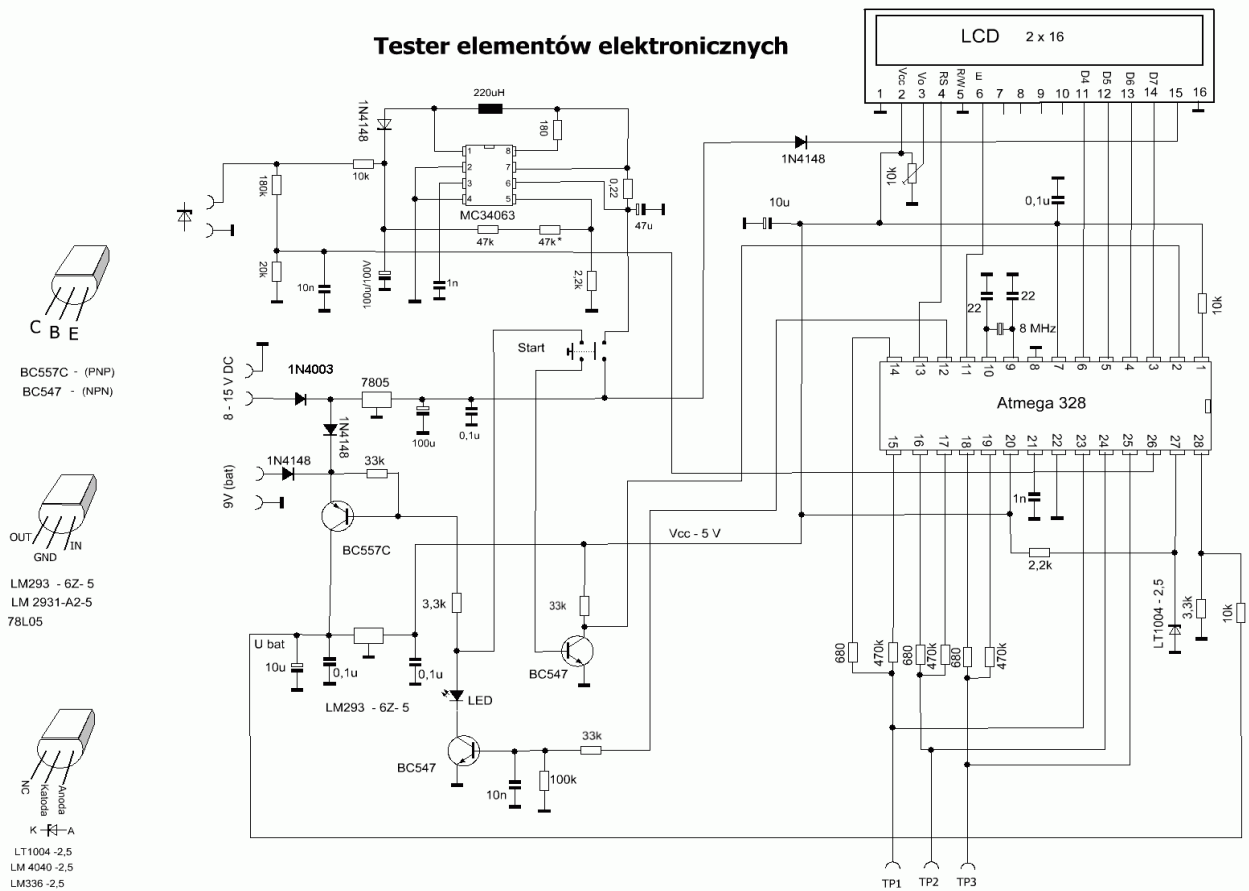 Tester elementów elektronicznych
LCD 2 x 16
Vcc Vo RS R/W E D4 D5 D6 D7
1 2 3 4 5 6 7 8 9 10 11 12 13 14 15 16
220uH
1N4148
180
1 8
2 7
3 6
4 5
MC34063
10k
180k
0,22
47u
47k
47k*
20k
10n
100u/100V
1n
2,2k
1N4148
10k
10u
0,1u
22
22
8 MHz
10k
C B E
BC557C - (PNP)
BC547 - (NPN)
Start
8 - 15 V DC
1N4003
7805
100u
0,1u
1N4148
1N4148
33k
9V (bat)
BC557C
14 13 12 11 10 9 8 7 6 5 4 3 2 1
Atmega 328
15 16 17 18 19 20 21 22 23 24 25 26 27 28
1n
OUT
GND
IN
LM293 - 6Z- 5
LM 2931-A2-5
78L05
Vcc - 5 V
2,2k
3,3k
33k
LT1004 - 2,5
3,3k
10k
U bat
10u
0,1u
0,1u
LM293 - 6Z- 5
BC547
680
470k
680
470k
680
470k
LED
BC547
33k
10n
100k
NC
Katoda
Anoda
K A
LT1004 -2,5
LM 4040 -2,5
LM336 -2,5
TP1 TP2 TP3